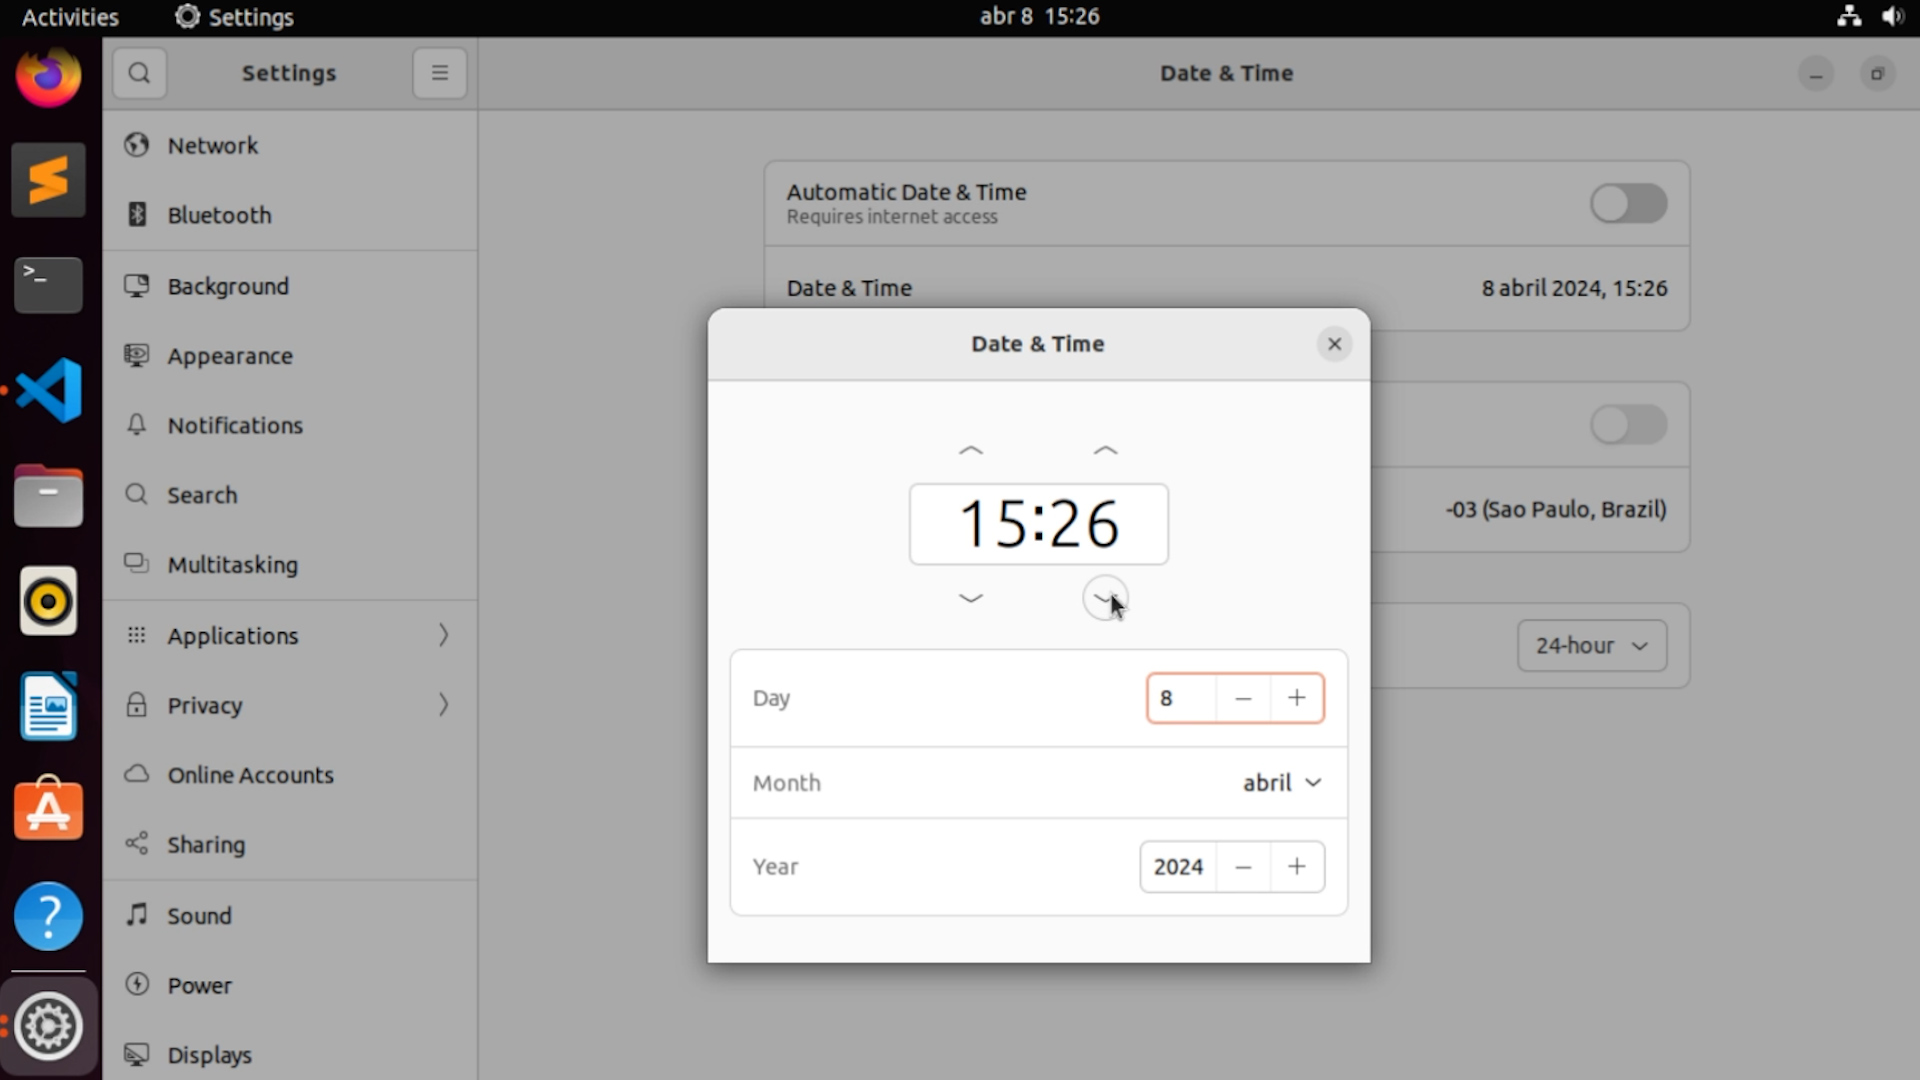 Activities
Settings
abr 8 15:26
Settings
Date & Time
Network
Bluetooth
Background
Appearance
Notifications
Search
Multitasking
Applications
Privacy
Online Accounts
Sharing
Sound
Power
Displays
Automatic Date & Time
Requires internet access
Date & Time
8 abril 2024, 15:26
-03 (Sao Paulo, Brazil)
24-hour
Date & Time
15:26
Day
8
Month
abril
Year
2024